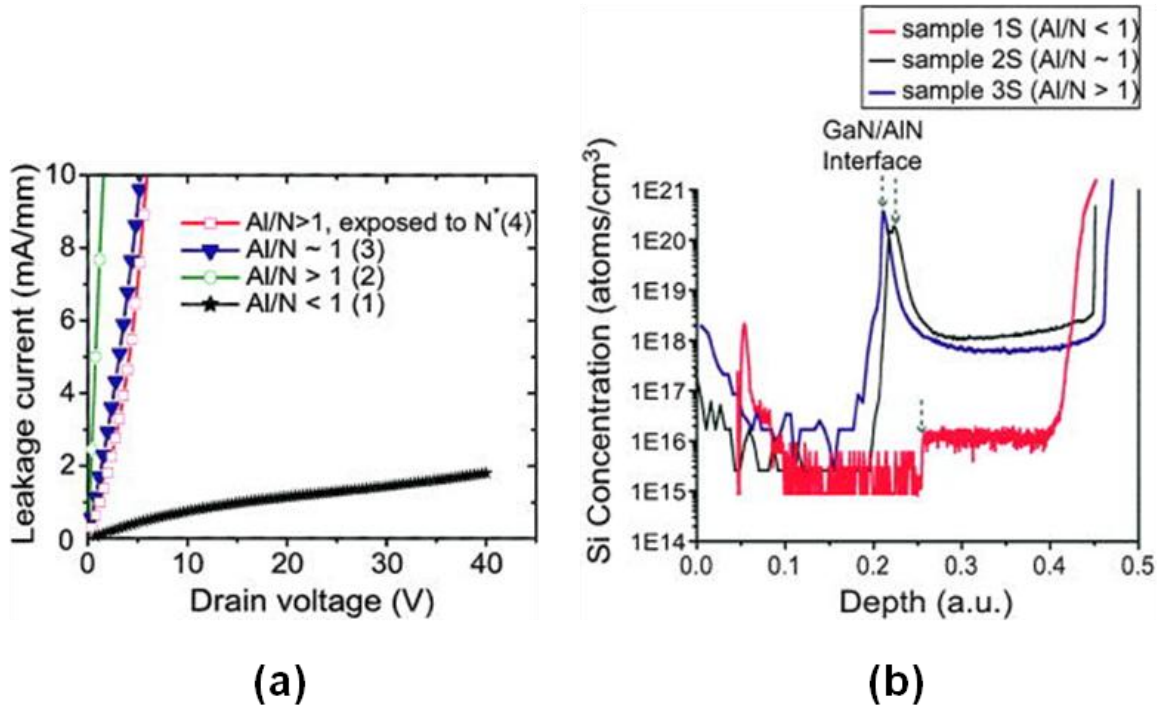 10
8
6
4
2
0
Leakage current (mA/mm)
Al/N>1, exposed to N*(4)
Al/N ~ 1 (3)
Al/N > 1 (2)
Al/N < 1 (1)
0 10 20 30 40
Drain voltage (V)
(a)
sample 1S (Al/N < 1)
sample 2S (Al/N ~ 1)
sample 3S (Al/N > 1)
GaN/AlN
Interface
Si Concentration (atoms/cm³)
1E21
1E20
1E19
1E18
1E17
1E16
1E15
1E14
0.0 0.1 0.2 0.3 0.4 0.5
Depth (a.u.)
(b)